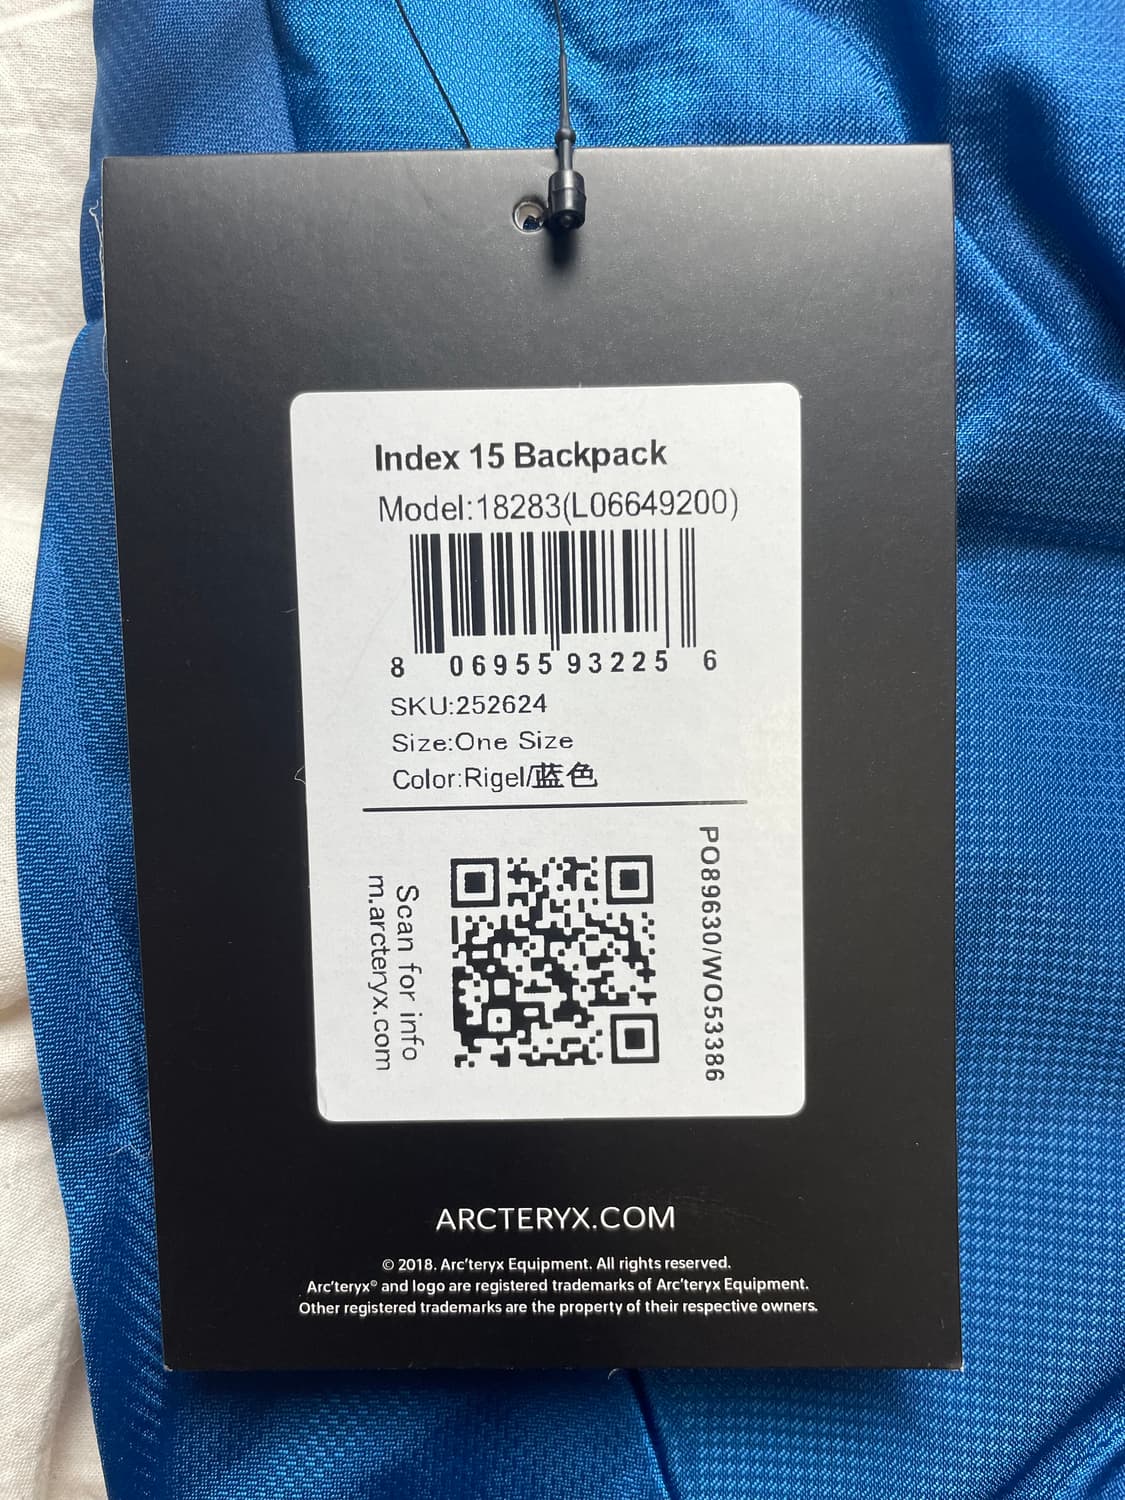 Index 15 Backpack
Model:18283(L06649200)
8 06955 93225 6
SKU:252624
Size:One Size
Color:Rigel/蓝色
Scan for info
m.arcteryx.com
PO89630/WO53386
ARCTERYX.COM
© 2018. Arc'teryx Equipment. All rights reserved.
Arc'teryx® and logo are registered trademarks of Arc'teryx Equipment.
Other registered trademarks are the property of their respective owners.